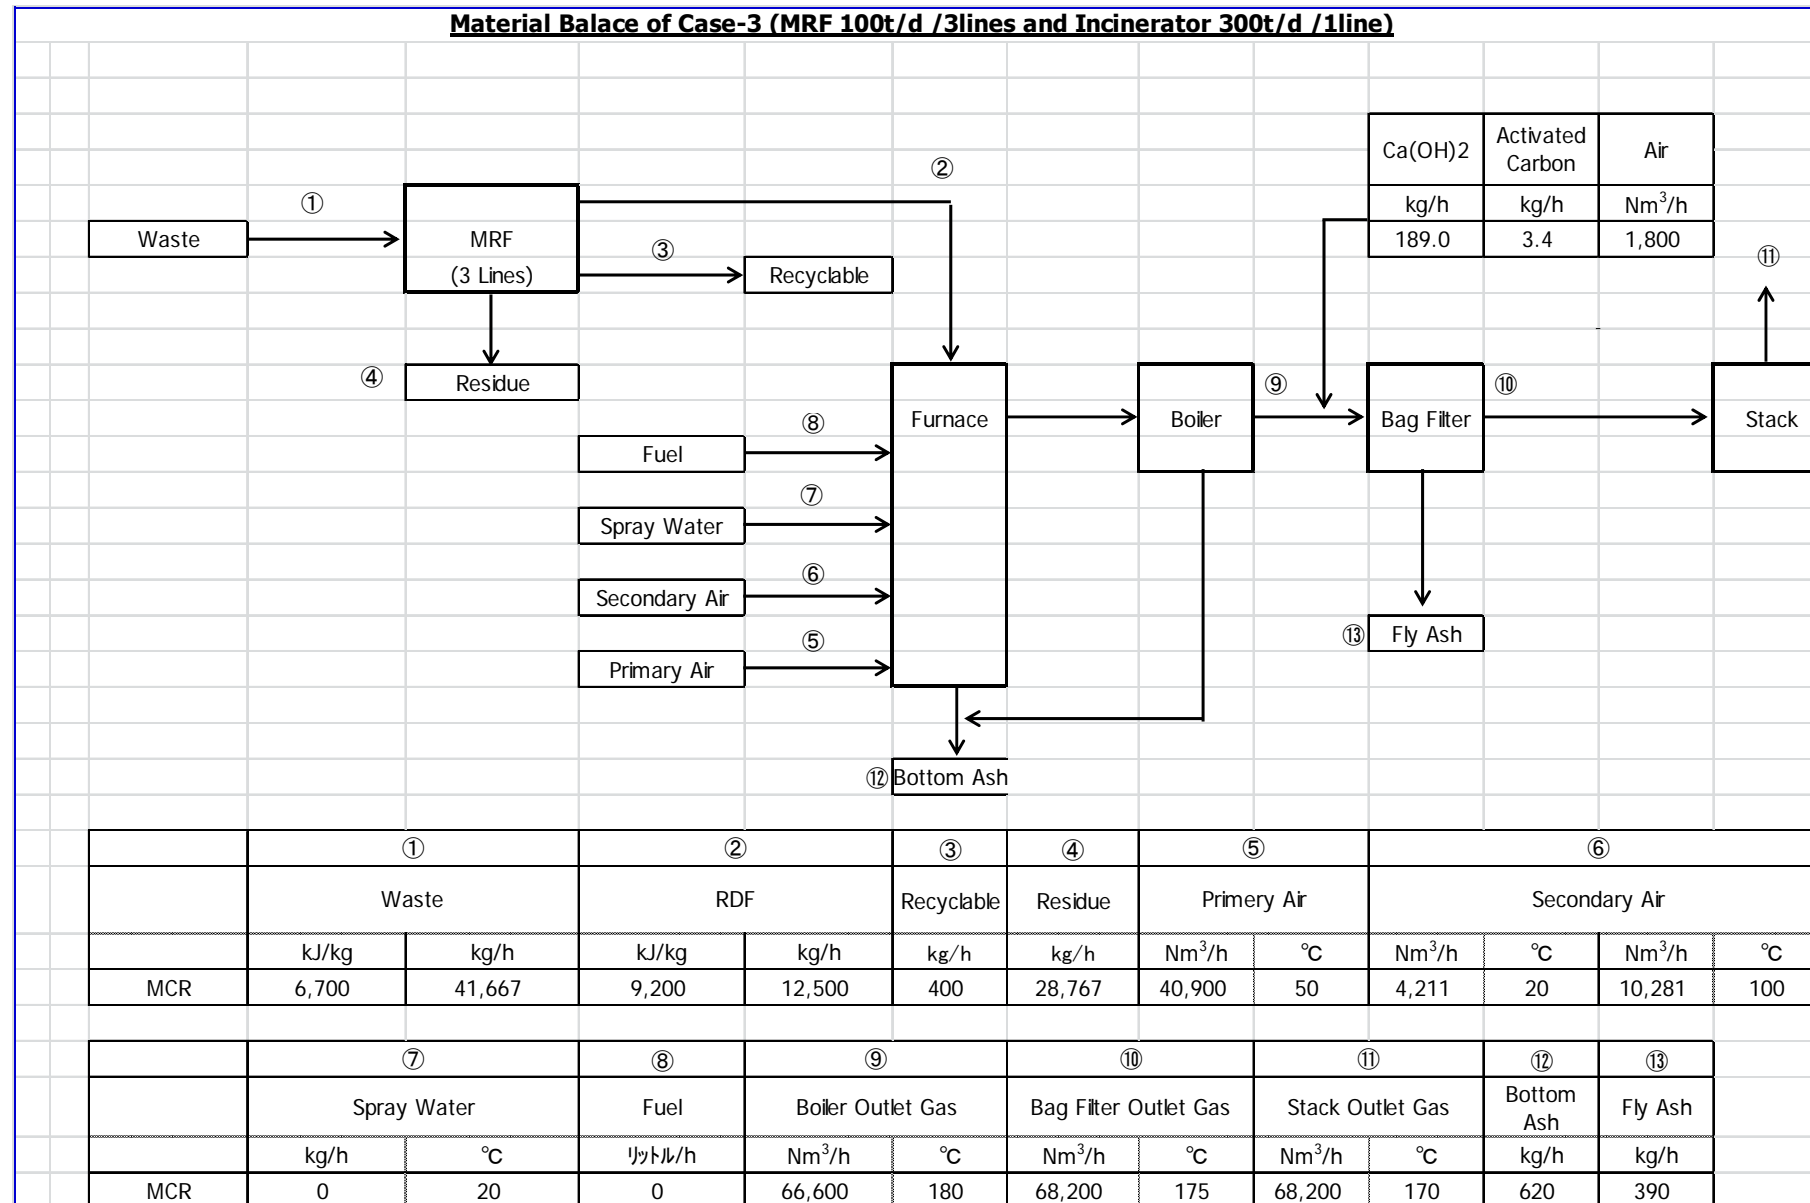 Material Balace of Case-3 (MRF 100t/d /3lines and Incinerator 300t/d /1line)
Ca(OH)2 Activated Carbon Air
kg/h kg/h Nm³/h
189.0 3.4 1,800
①
②
③
Waste
MRF
(3 Lines)
Recyclable
④ Residue
⑪
⑨
⑩
Furnace
Boiler
Bag Filter
Stack
⑧
Fuel
⑦
Spray Water
⑥
Secondary Air
⑤
Primary Air
⑬ Fly Ash
⑫ Bottom Ash
① ② ③ ④ ⑤ ⑥
Waste RDF Recyclable Residue Primery Air Secondary Air
kJ/kg kg/h kJ/kg kg/h kg/h kg/h Nm³/h ℃ Nm³/h ℃ Nm³/h ℃
MCR 6,700 41,667 9,200 12,500 400 28,767 40,900 50 4,211 20 10,281 100
⑦ ⑧ ⑨ ⑩ ⑪ ⑫ ⑬
Spray Water Fuel Boiler Outlet Gas Bag Filter Outlet Gas Stack Outlet Gas Bottom Ash Fly Ash
kg/h ℃ リットル/h Nm³/h ℃ Nm³/h ℃ Nm³/h ℃ kg/h kg/h
MCR 0 20 0 66,600 180 68,200 175 68,200 170 620 390